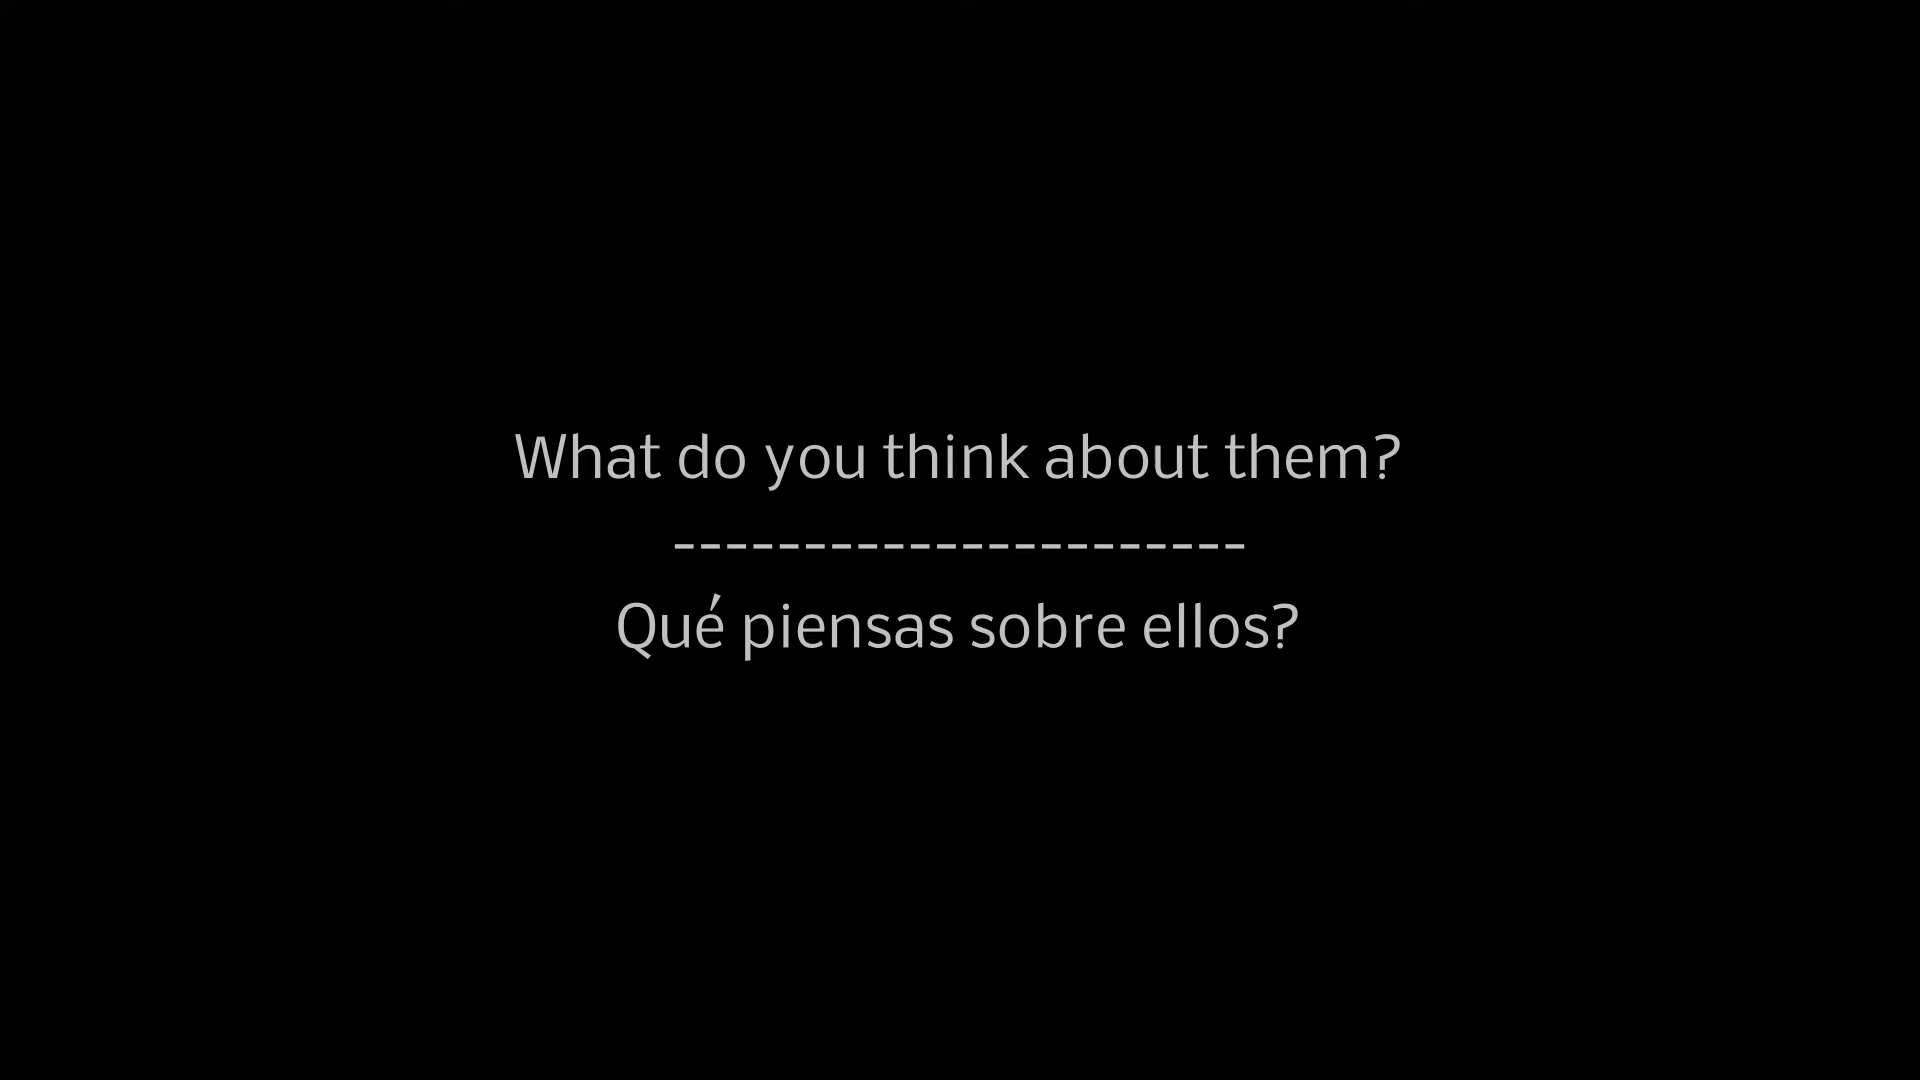 What do you think about them?
----------------------
Qué piensas sobre ellos?